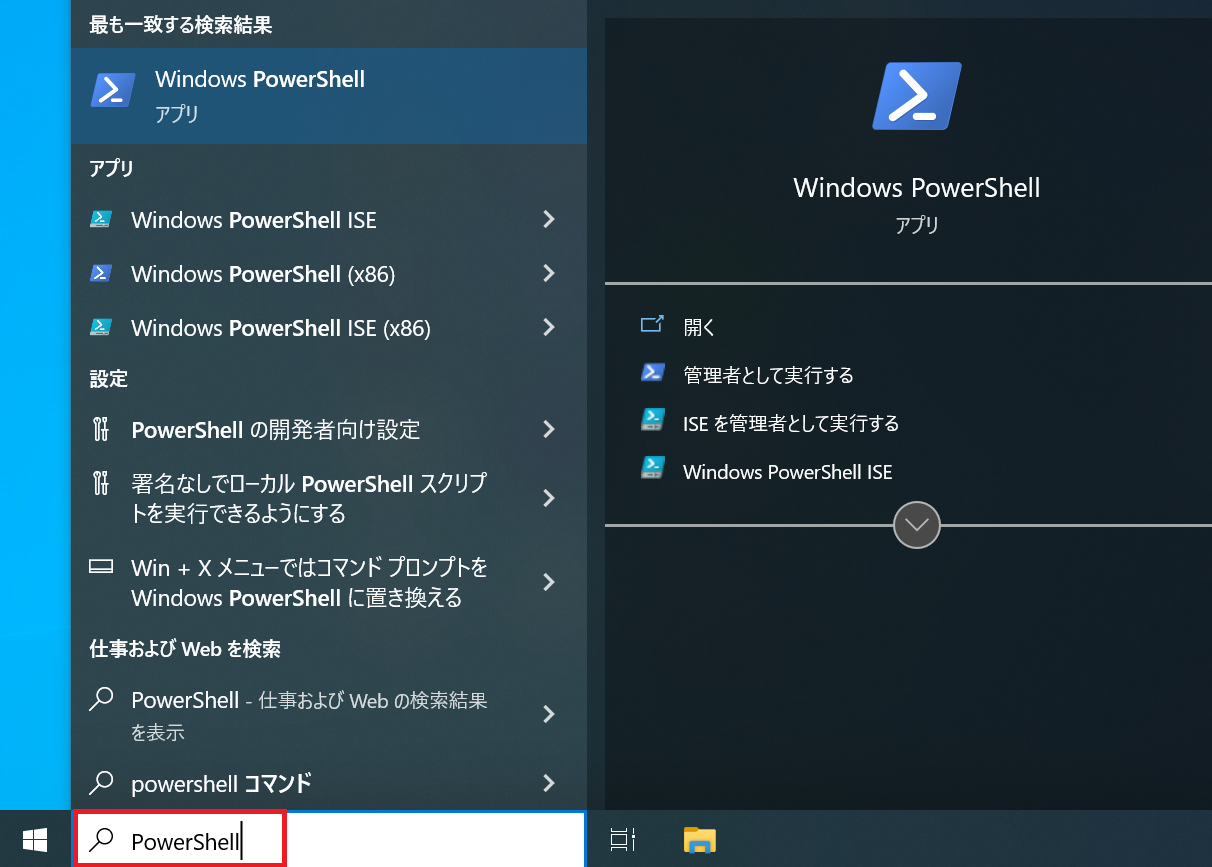 最も一致する検索結果
Windows PowerShell
アプリ
アプリ
Windows PowerShell ISE
Windows PowerShell (x86)
Windows PowerShell ISE (x86)
設定
PowerShell の開発者向け設定
署名なしでローカル PowerShell スクリプ
トを実行できるようにする
Win + X メニューではコマンド プロンプトを
Windows PowerShell に置き換える
仕事および Web を検索
PowerShell - 仕事および Web の検索結果
を表示
powershell コマンド
PowerShell
Windows PowerShell
アプリ
開く
管理者として実行する
ISE を管理者として実行する
Windows PowerShell ISE